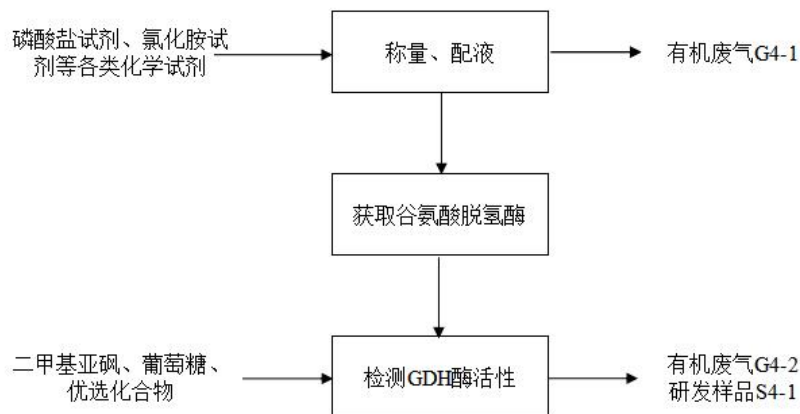 磷酸盐试剂、氯化胺试
剂等各类化学试剂
称量、配液
有机废气G4-1
获取谷氨酸脱氢酶
二甲基亚砜、葡萄糖、
优选化合物
检测GDH酶活性
有机废气G4-2
研发样品S4-1